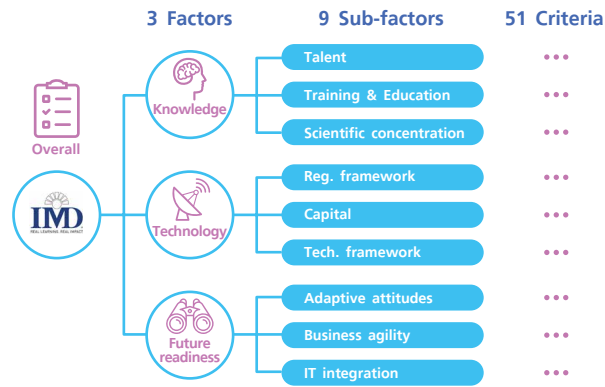 3 Factors
9 Sub-factors
51 Criteria
Overall
IMD
REAL LEARNING. REAL IMPACT
Knowledge
Talent
Training & Education
Scientific concentration
Technology
Reg. framework
Capital
Tech. framework
Future
readiness
Adaptive attitudes
Business agility
IT integration